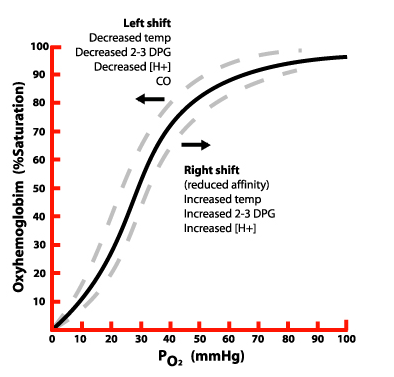 Left shift
Decreased temp
Decreased 2-3 DPG
Decreased [H+]
CO
100
90
80
70
60
50
40
30
20
10
Oxyhemoglobim (%Saturation)
Right shift
(reduced affinity)
Increased temp
Increased 2-3 DPG
Increased [H+]
0 10 20 30 40 50 60 70 80 90 100
PO₂ (mmHg)